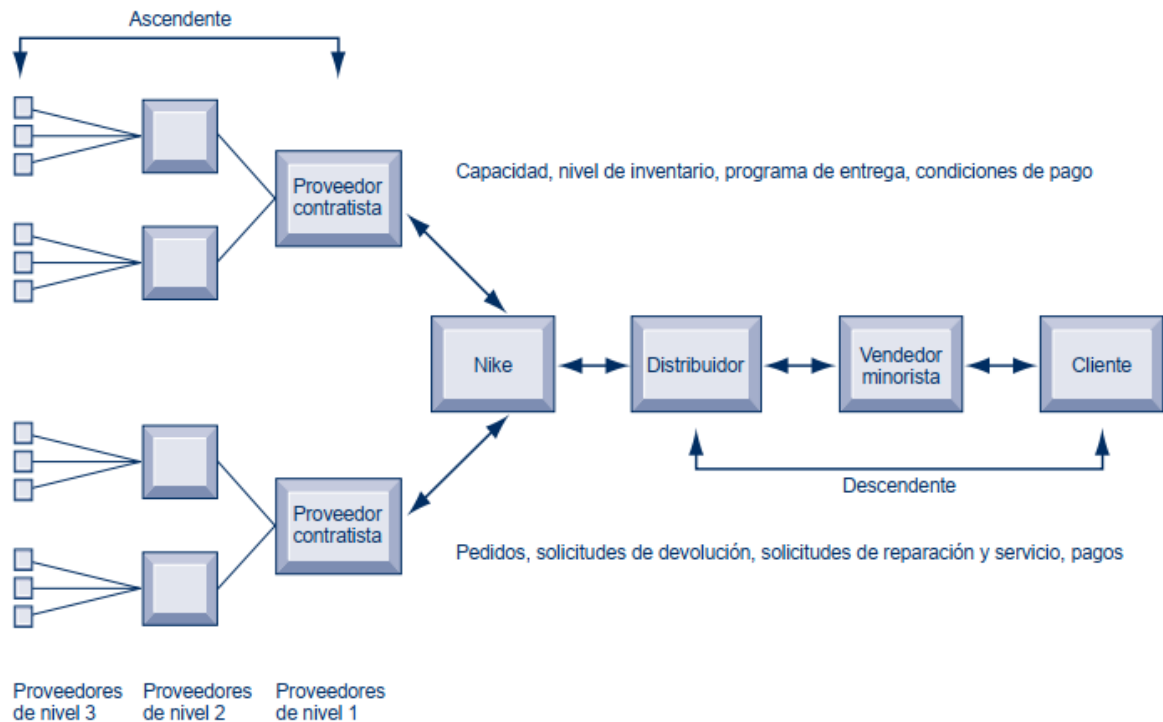 Ascendente
Capacidad, nivel de inventario, programa de entrega, condiciones de pago
Proveedor
contratista
Nike
Distribuidor
Vendedor
minorista
Cliente
Descendente
Proveedor
contratista
Pedidos, solicitudes de devolución, solicitudes de reparación y servicio, pagos
Proveedores
de nivel 3
Proveedores
de nivel 2
Proveedores
de nivel 1